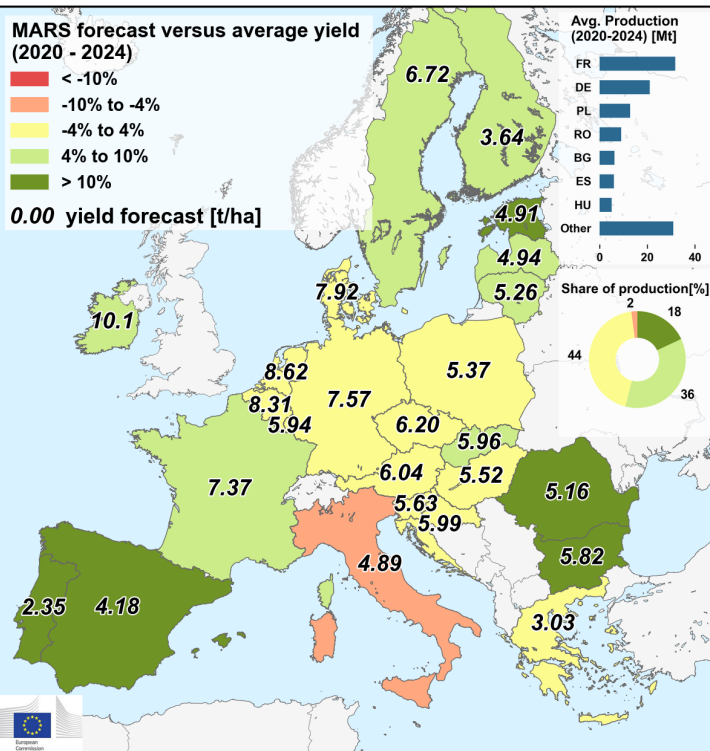 MARS forecast versus average yield
(2020 - 2024)
< -10%
-10% to -4%
-4% to 4%
4% to 10%
> 10%
0.00 yield forecast [t/ha]
Avg. Production
(2020-2024) [Mt]
FR
DE
PL
RO
BG
ES
HU
Other
0 20 40
Share of production[%]
2
18
44
36
6.72
3.64
4.91
4.94
5.26
7.92
10.1
8.62
5.37
7.57
8.31
5.94
6.20
5.96
6.04
5.52
7.37
5.63
5.16
5.99
4.89
5.82
2.35
4.18
3.03
European
Commission